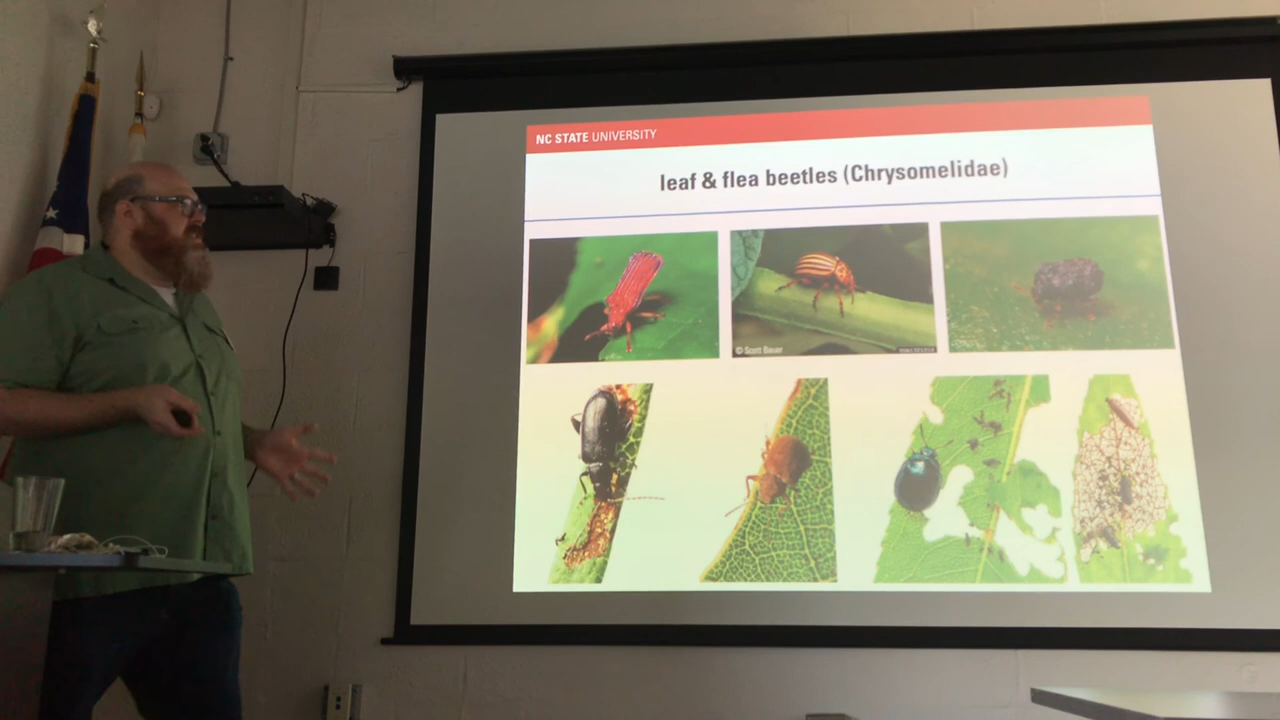 NC STATE UNIVERSITY
leaf & flea beetles (Chrysomelidae)
© Scott Bauer